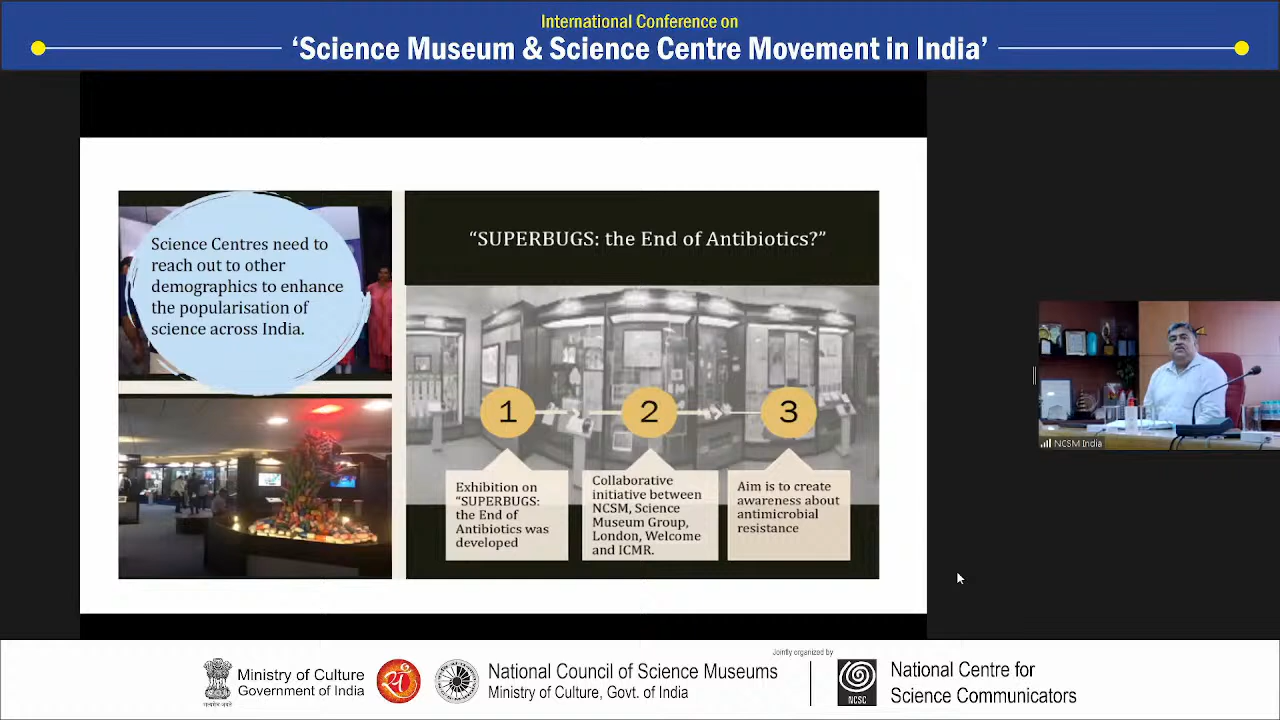 International Conference on
‘Science Museum & Science Centre Movement in India’
Science Centres need to
reach out to other
demographics to enhance
the popularisation of
science across India.
“SUPERBUGS: the End of Antibiotics?”
1
2
3
Exhibition on
“SUPERBUGS:
the End of
Antibiotics was
developed
Collaborative
initiative between
NCSM, Science
Museum Group,
London, Welcome
and ICMR.
Aim is to create
awareness about
antimicrobial
resistance
NCSM India
Jointly organized by
सत्यमेव जयते
Ministry of Culture
Government of India
National Council of Science Museums
Ministry of Culture, Govt. of India
NCSC
National Centre for
Science Communicators